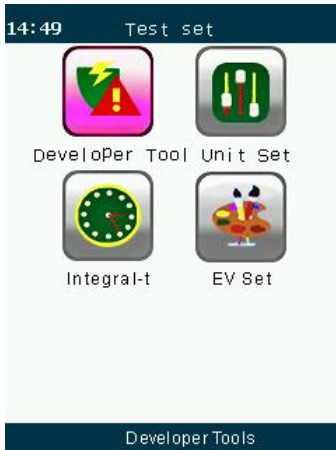 14:49 Test set
Developer Tool Unit Set
Integral-t EV Set
Developer Tools